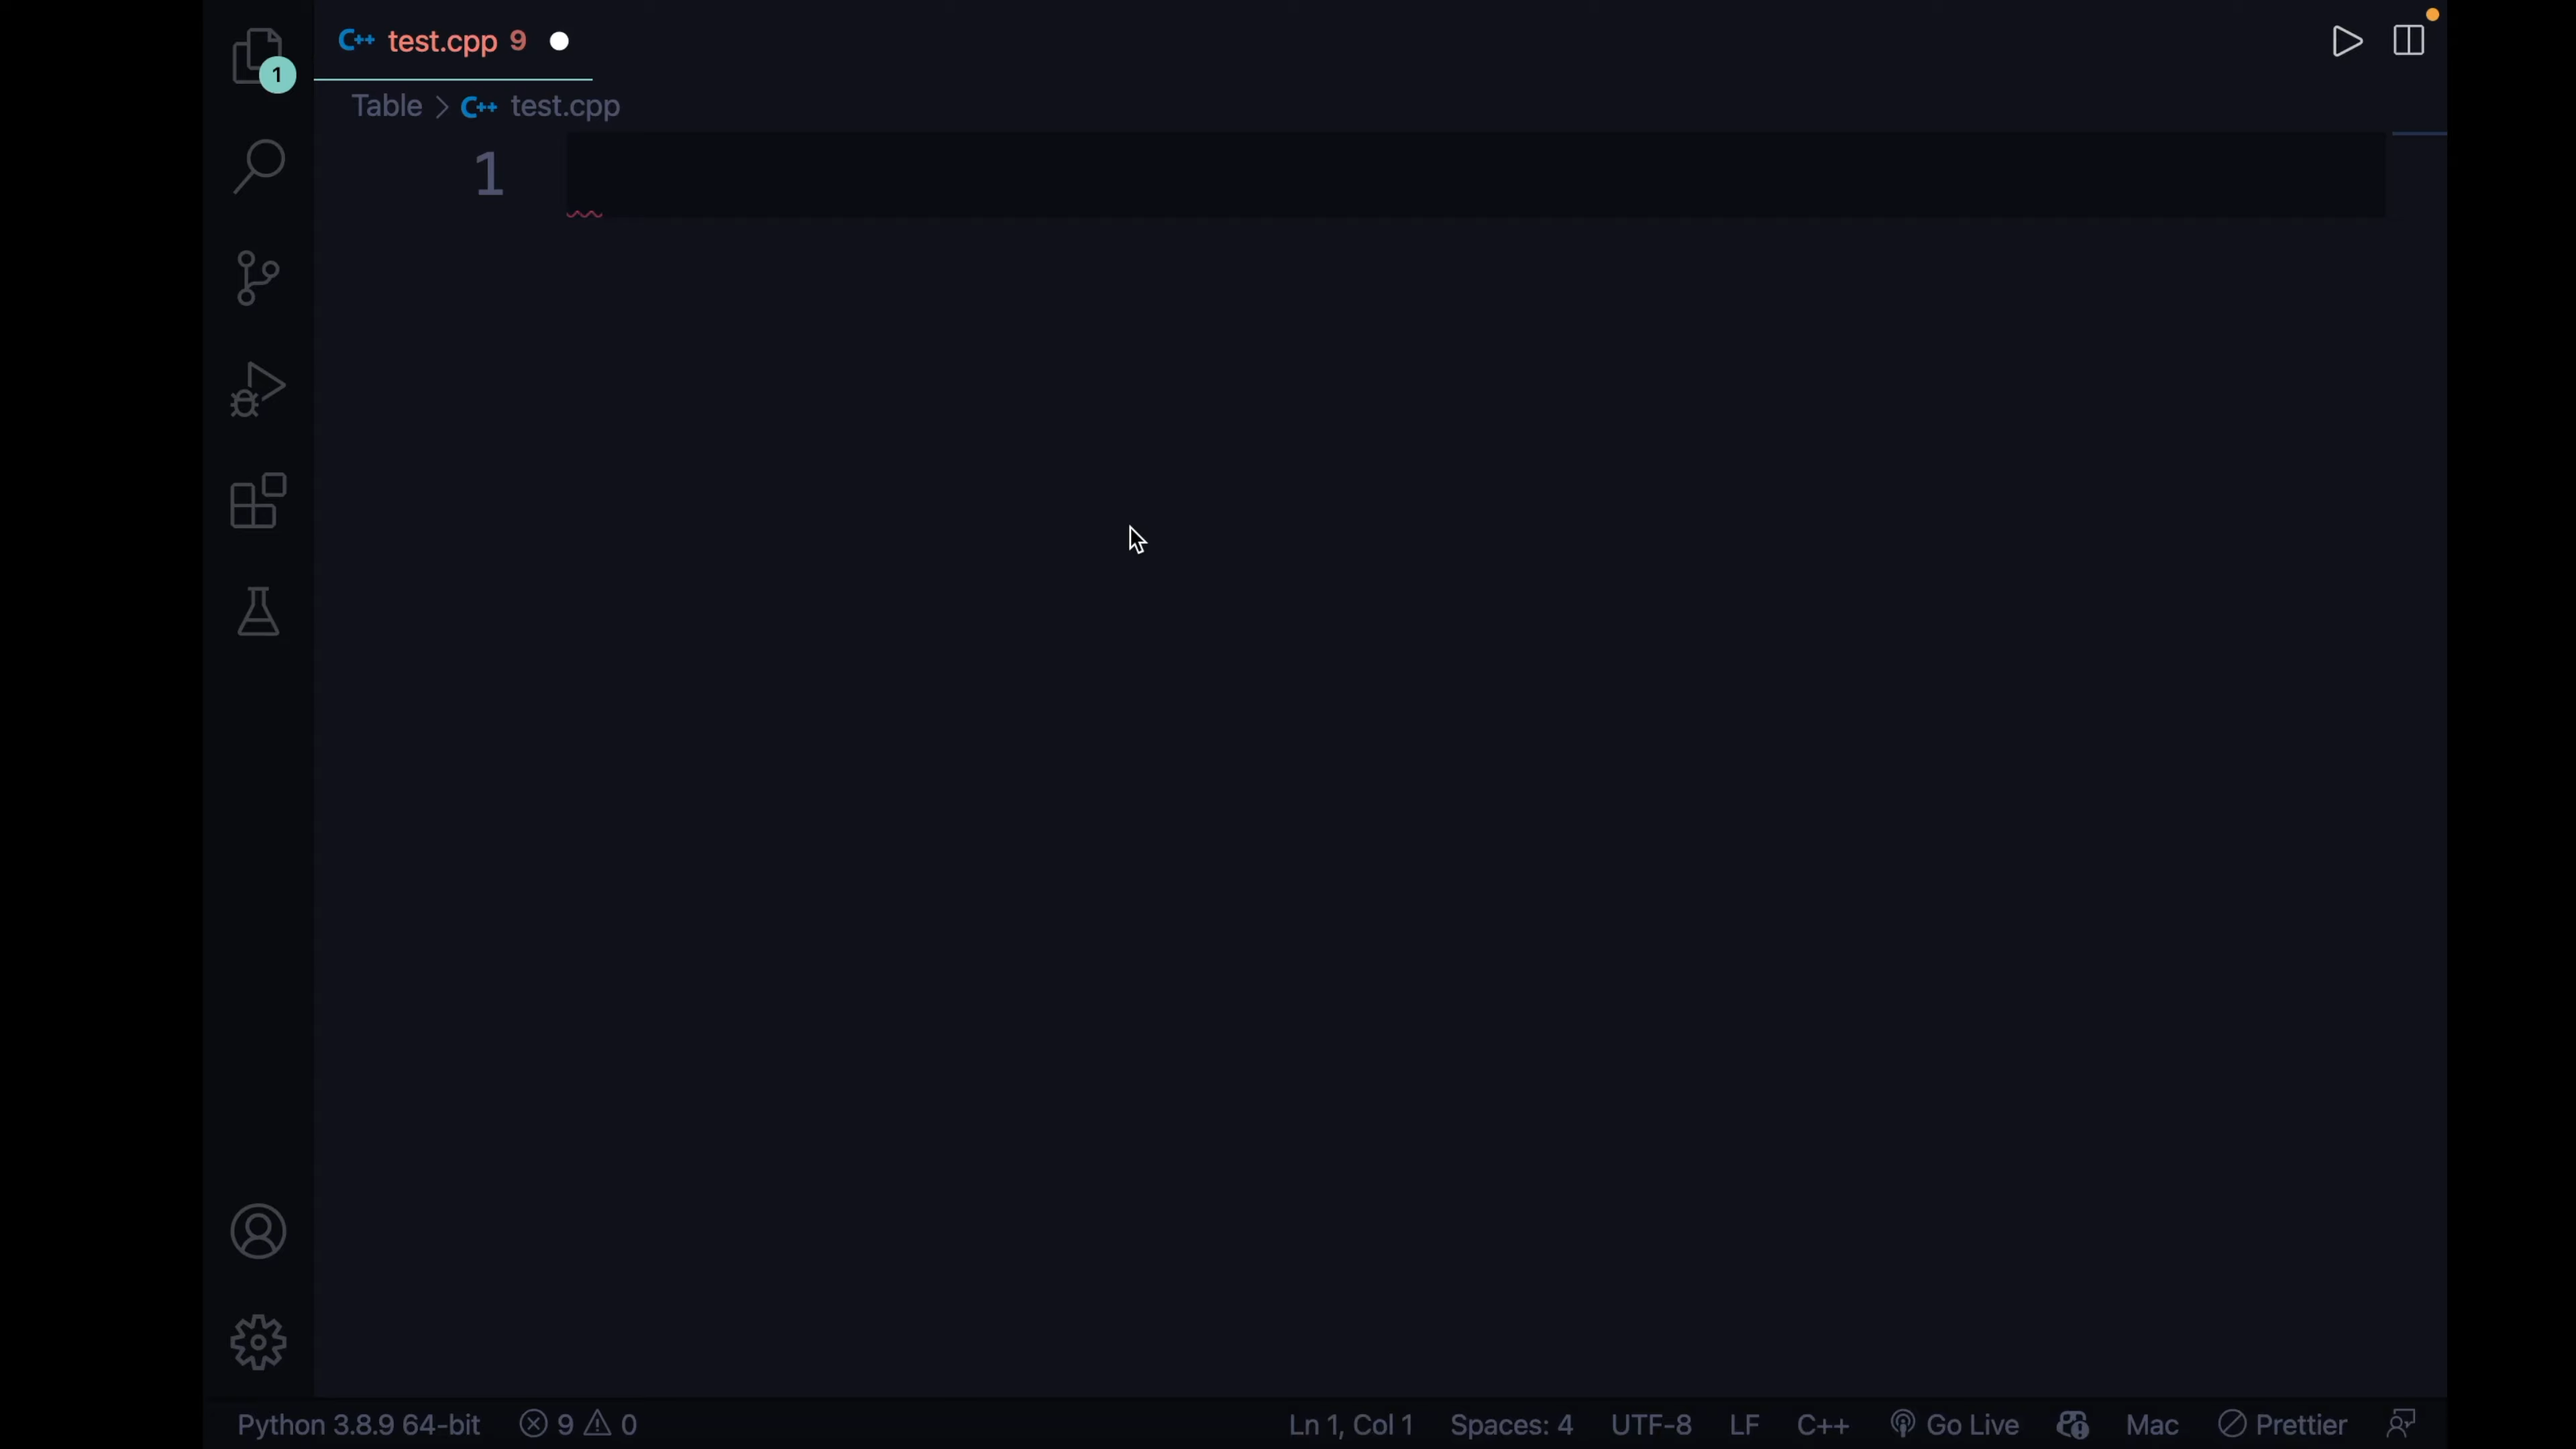 C++ test.cpp 9
1
Table > C++ test.cpp
1
Python 3.8.9 64-bit 9 0 Ln 1, Col 1 Spaces: 4 UTF-8 LF C++ Go Live Mac Prettier